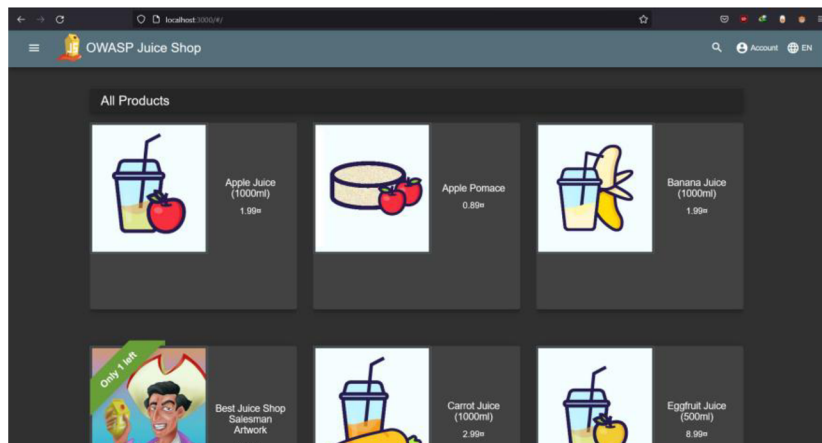 localhost:3000/#/
OWASP Juice Shop
Account
EN
All Products
Apple Juice
(1000ml)
1.99¤
Apple Pomace
0.89¤
Banana Juice
(1000ml)
1.99¤
Only 1 left
Best Juice Shop
Salesman
Artwork
Carrot Juice
(1000ml)
2.99¤
Eggfruit Juice
(500ml)
8.99¤